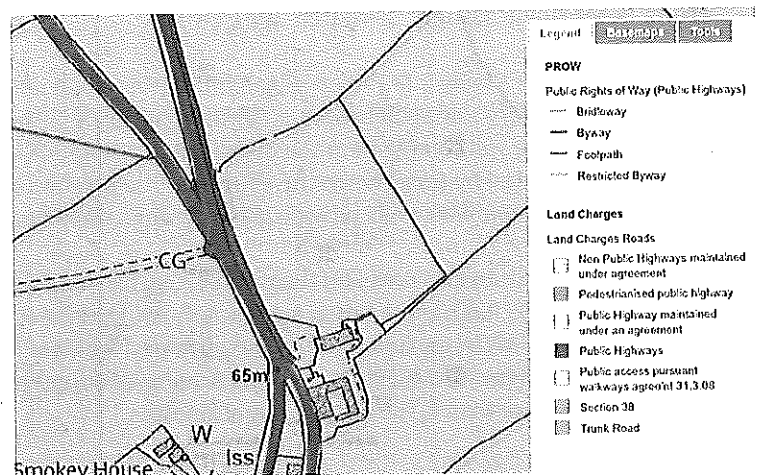 Legend Basemaps Tools
PROW
Public Rights of Way (Public Highways)
Bridleway
Byway
Footpath
Restricted Byway
Land Charges
Land Charges Roads
Non Public Highways maintained
under agreement
Pedestrianised public highway
Public Highway maintained
under an agreement
Public Highways
Public access pursuant
walkways agree'nt 31.3.08
Section 38
Trunk Road
CG
65m
W
Iss
Smokey House